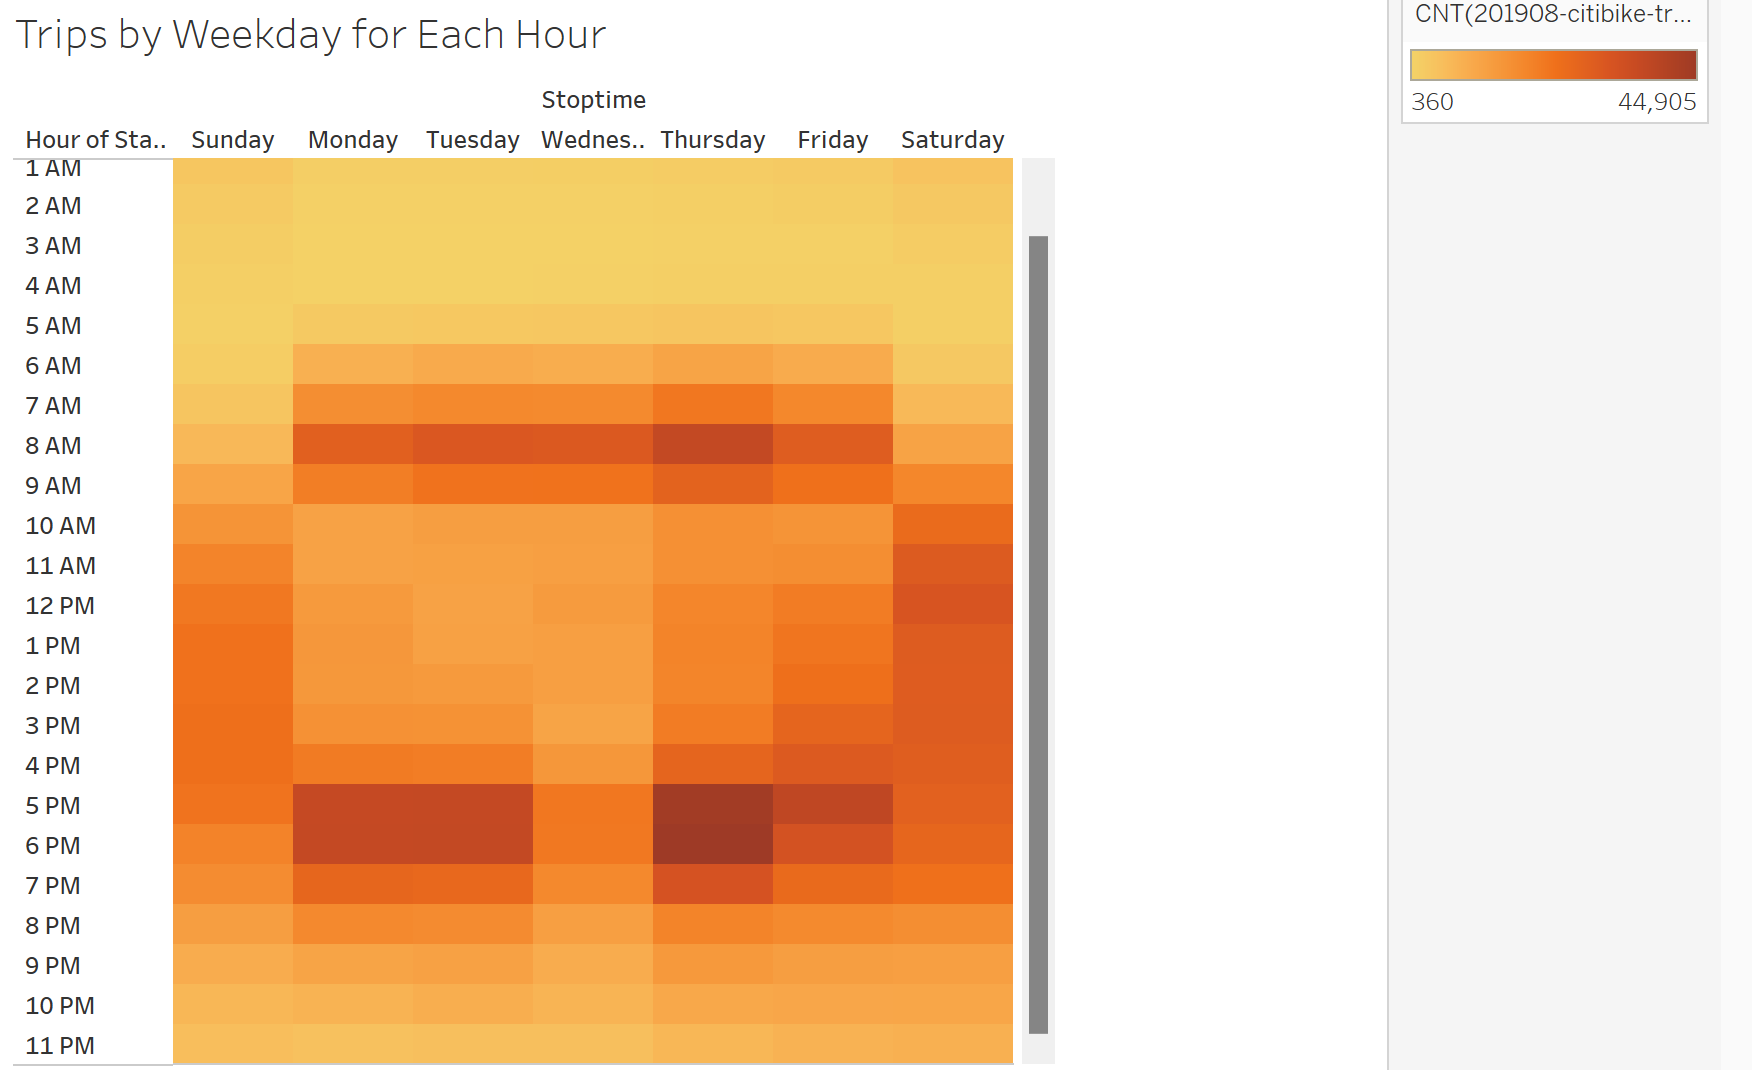 Trips by Weekday for Each Hour
CNT(201908-citibike-tr...
360 44,905
Stoptime
Hour of Sta.. Sunday Monday Tuesday Wednes.. Thursday Friday Saturday
1 AM
2 AM
3 AM
4 AM
5 AM
6 AM
7 AM
8 AM
9 AM
10 AM
11 AM
12 PM
1 PM
2 PM
3 PM
4 PM
5 PM
6 PM
7 PM
8 PM
9 PM
10 PM
11 PM